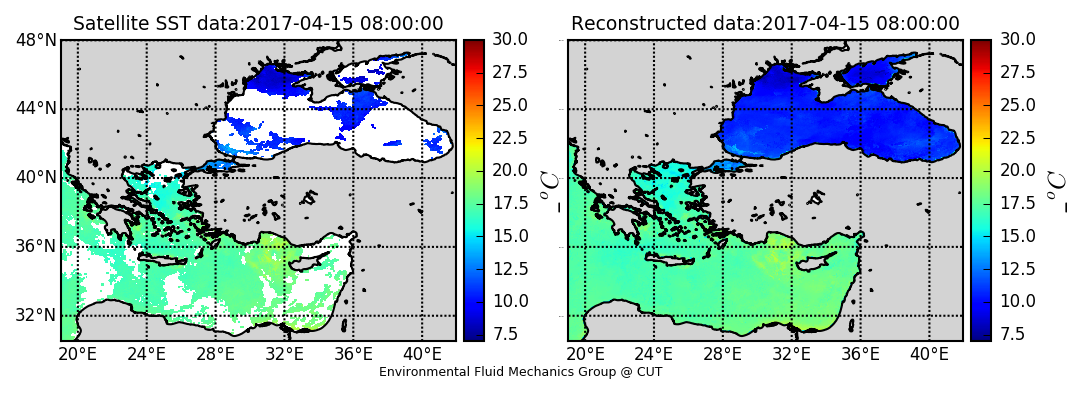 Satellite SST data:2017-04-15 08:00:00
48°N
44°N
40°N
36°N
32°N
20°E 24°E 28°E 32°E 36°E 40°E
30.0
27.5
25.0
22.5
20.0
17.5
15.0
12.5
10.0
7.5
_ °C
Reconstructed data:2017-04-15 08:00:00
20°E 24°E 28°E 32°E 36°E 40°E
30.0
27.5
25.0
22.5
20.0
17.5
15.0
12.5
10.0
7.5
_ °C
Environmental Fluid Mechanics Group @ CUT